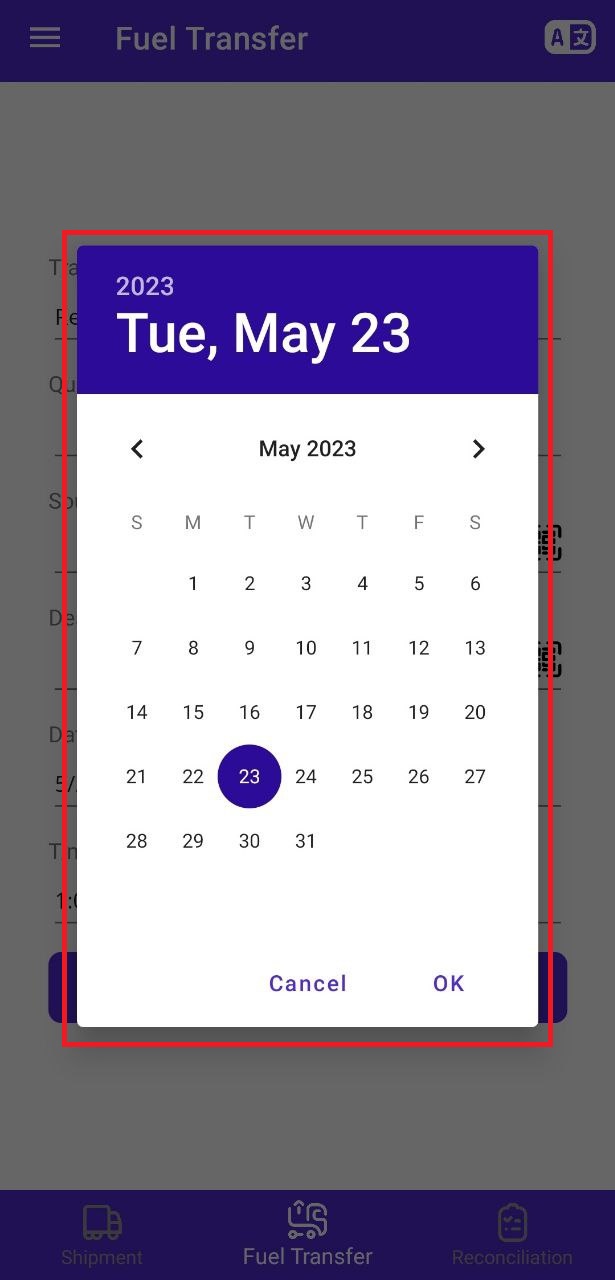 Fuel Transfer
A 文
2023
Tue, May 23
May 2023
S M T W T F S
1 2 3 4 5 6
7 8 9 10 11 12 13
14 15 16 17 18 19 20
21 22 23 24 25 26 27
28 29 30 31
Cancel OK
Shipment Fuel Transfer Reconciliation